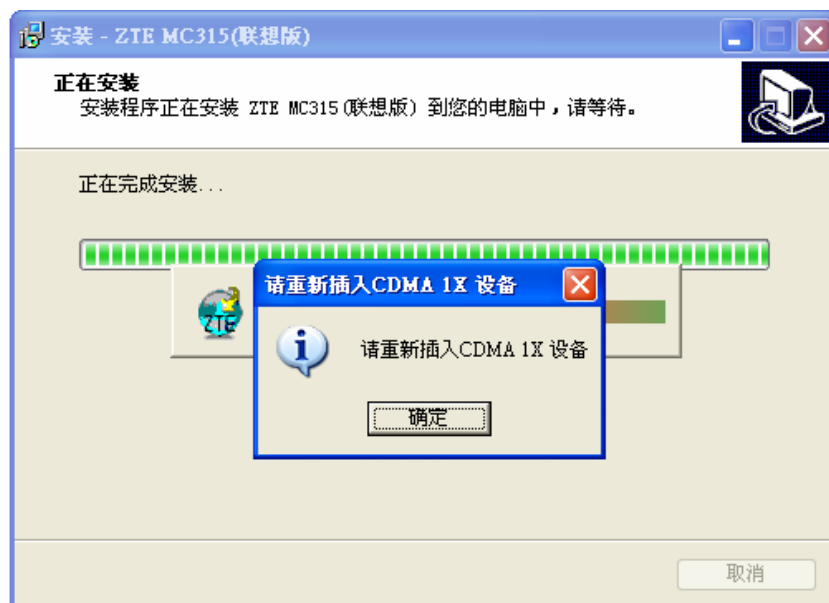 安装 - ZTE MC315(联想版)
正在安装
安装程序正在安装 ZTE MC315(联想版) 到您的电脑中，请等待。
正在完成安装...
请重新插入CDMA 1X 设备
ZTE
请重新插入CDMA 1X 设备
确定
取消